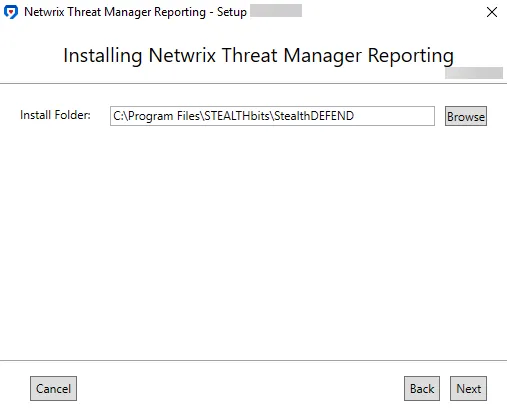 Netwrix Threat Manager Reporting - Setup
Installing Netwrix Threat Manager Reporting
Install Folder: C:\Program Files\STEALTHbits\StealthDEFEND Browse
Cancel Back Next